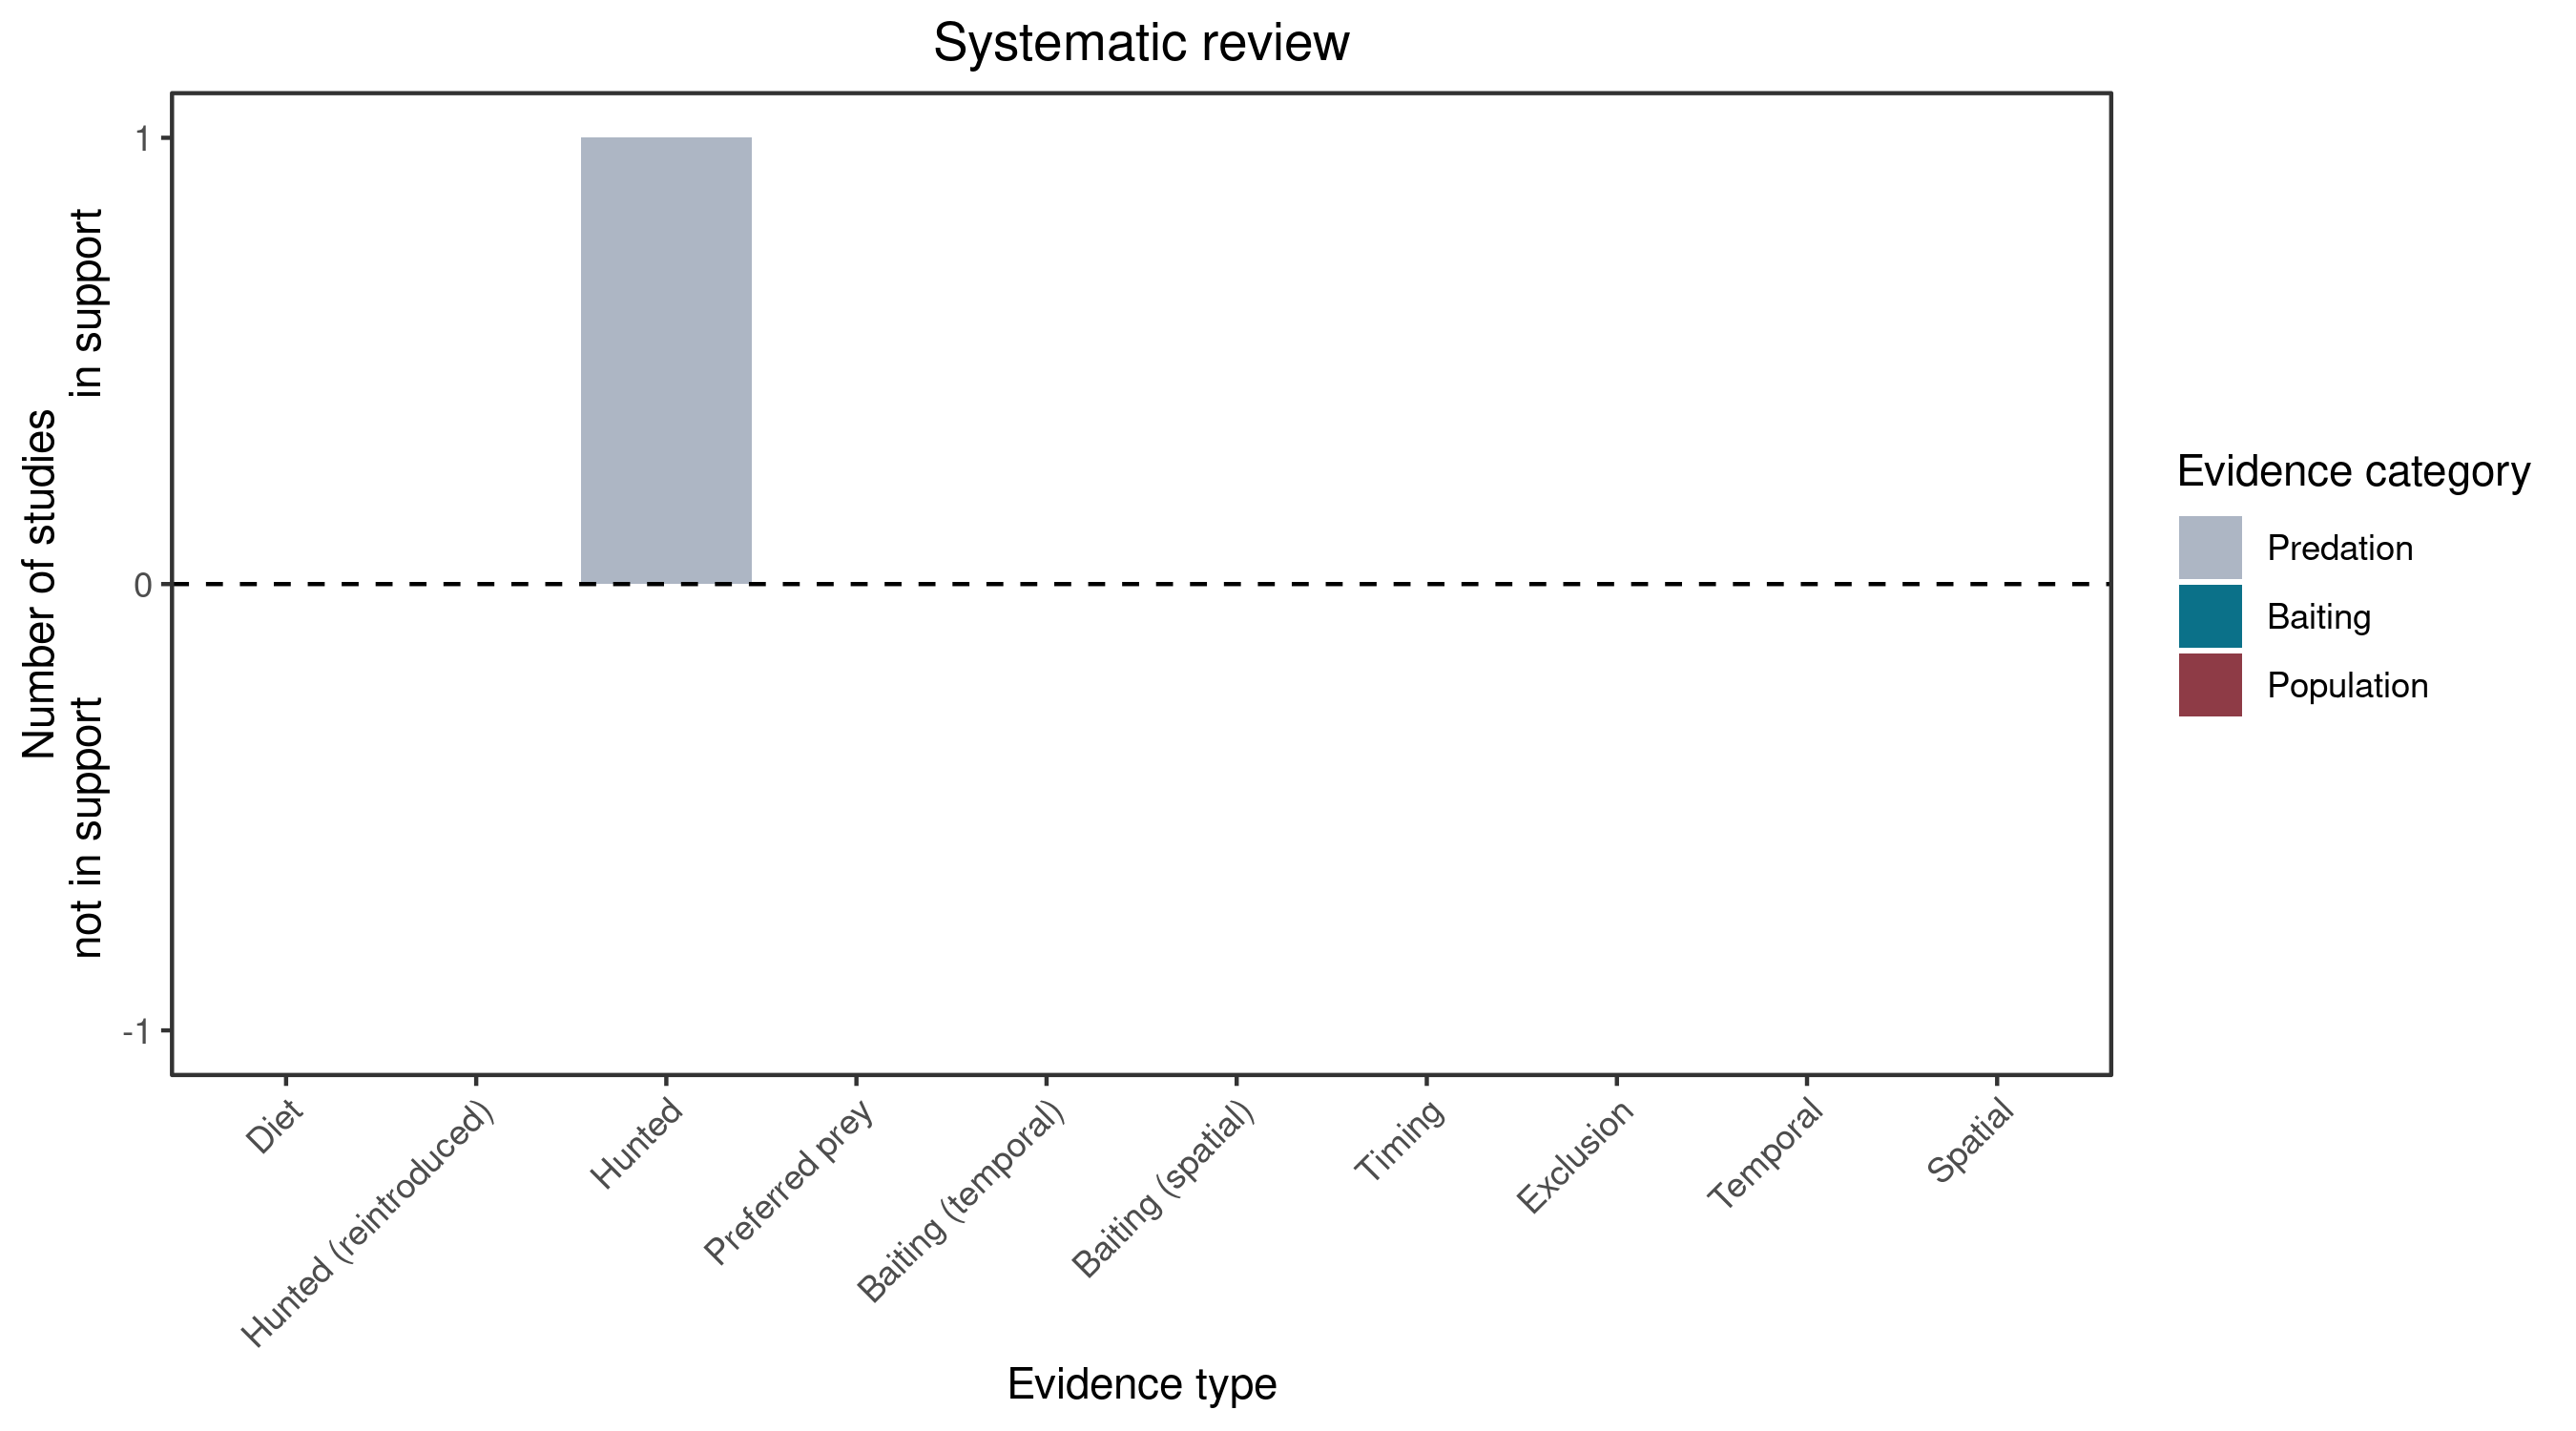 Systematic review
Number of studies
in support
not in support
1
0
-1
Diet
Hunted (reintroduced)
Hunted
Preferred prey
Baiting (temporal)
Baiting (spatial)
Timing
Exclusion
Temporal
Spatial
Evidence type
Evidence category
Predation
Baiting
Population